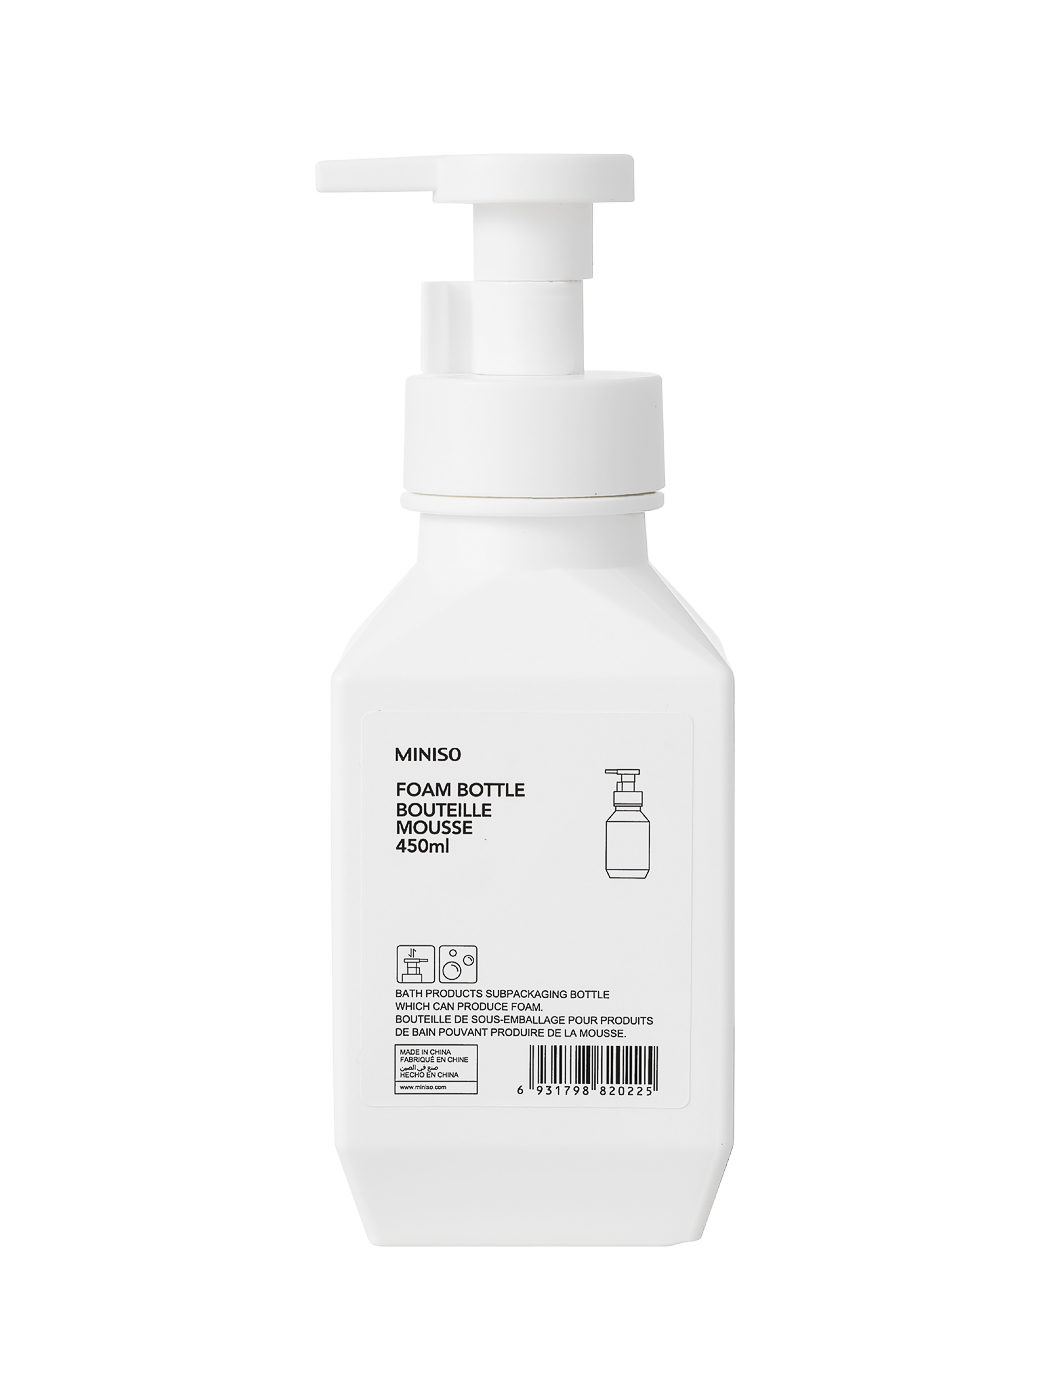 MINISO
FOAM BOTTLE
BOUTEILLE
MOUSSE
450ml
BATH PRODUCTS SUBPACKAGING BOTTLE
WHICH CAN PRODUCE FOAM.
BOUTEILLE DE SOUS-EMBALLAGE POUR PRODUITS
DE BAIN POUVANT PRODUIRE DE LA MOUSSE.
MADE IN CHINA
FABRIQUÉ EN CHINE
صنع في الصين
HECHO EN CHINA
www.miniso.com
6 931798 820225